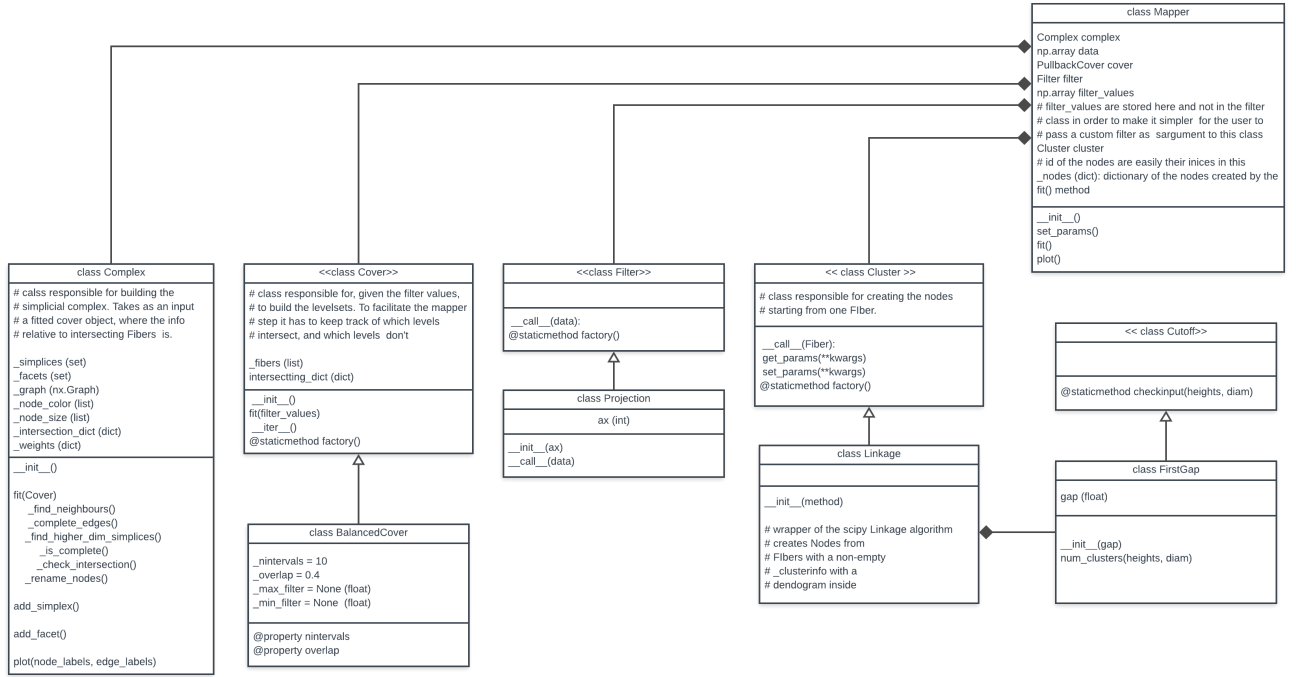 class Mapper
Complex complex
np.array data
PullbackCover cover
Filter filter
np.array filter_values
# filter_values are stored here and not in the filter
# class in order to make it simpler  for the user to
# pass a custom filter as  sargument to this class
Cluster cluster
# id of the nodes are easily their inices in this
_nodes (dict): dictionary of the nodes created by the
fit() method
__init__()
set_params()
fit()
plot()
class Complex
# calss responsible for building the
# simplicial complex. Takes as an input
# a fitted cover object, where the info
# relative to intersecting Fibers  is.
_simplices (set)
_facets (set)
_graph (nx.Graph)
_node_color (list)
_node_size (list)
_intersection_dict (dict)
_weights (dict)
__init__()
fit(Cover)
_find_neighbours()
_complete_edges()
_find_higher_dim_simplices()
_is_complete()
_check_intersection()
_rename_nodes()
add_simplex()
add_facet()
plot(node_labels, edge_labels)
<<class Cover>>
# class responsible for, given the filter values,
# to build the levelsets. To facilitate the mapper
# step it has to keep track of which levels
# intersect, and which levels  don't
_fibers (list)
intersectting_dict (dict)
__init__()
fit(filter_values)
__iter__()
@staticmethod factory()
class BalancedCover
_nintervals = 10
_overlap = 0.4
_max_filter = None (float)
_min_filter = None  (float)
@property nintervals
@property overlap
<<class Filter>>
__call__(data):
@staticmethod factory()
class Projection
ax (int)
__init__(ax)
__call__(data)
<< class Cluster >>
# class responsible for creating the nodes
# starting from one FIber.
__call__(Fiber):
get_params(**kwargs)
set_params(**kwargs)
@staticmethod factory()
class Linkage
__init__(method)
# wrapper of the scipy Linkage algorithm
# creates Nodes from
# FIbers with a non-empty
# _clusterinfo with a
# dendogram inside
<< class Cutoff>>
@staticmethod checkinput(heights, diam)
class FirstGap
gap (float)
__init__(gap)
num_clusters(heights, diam)